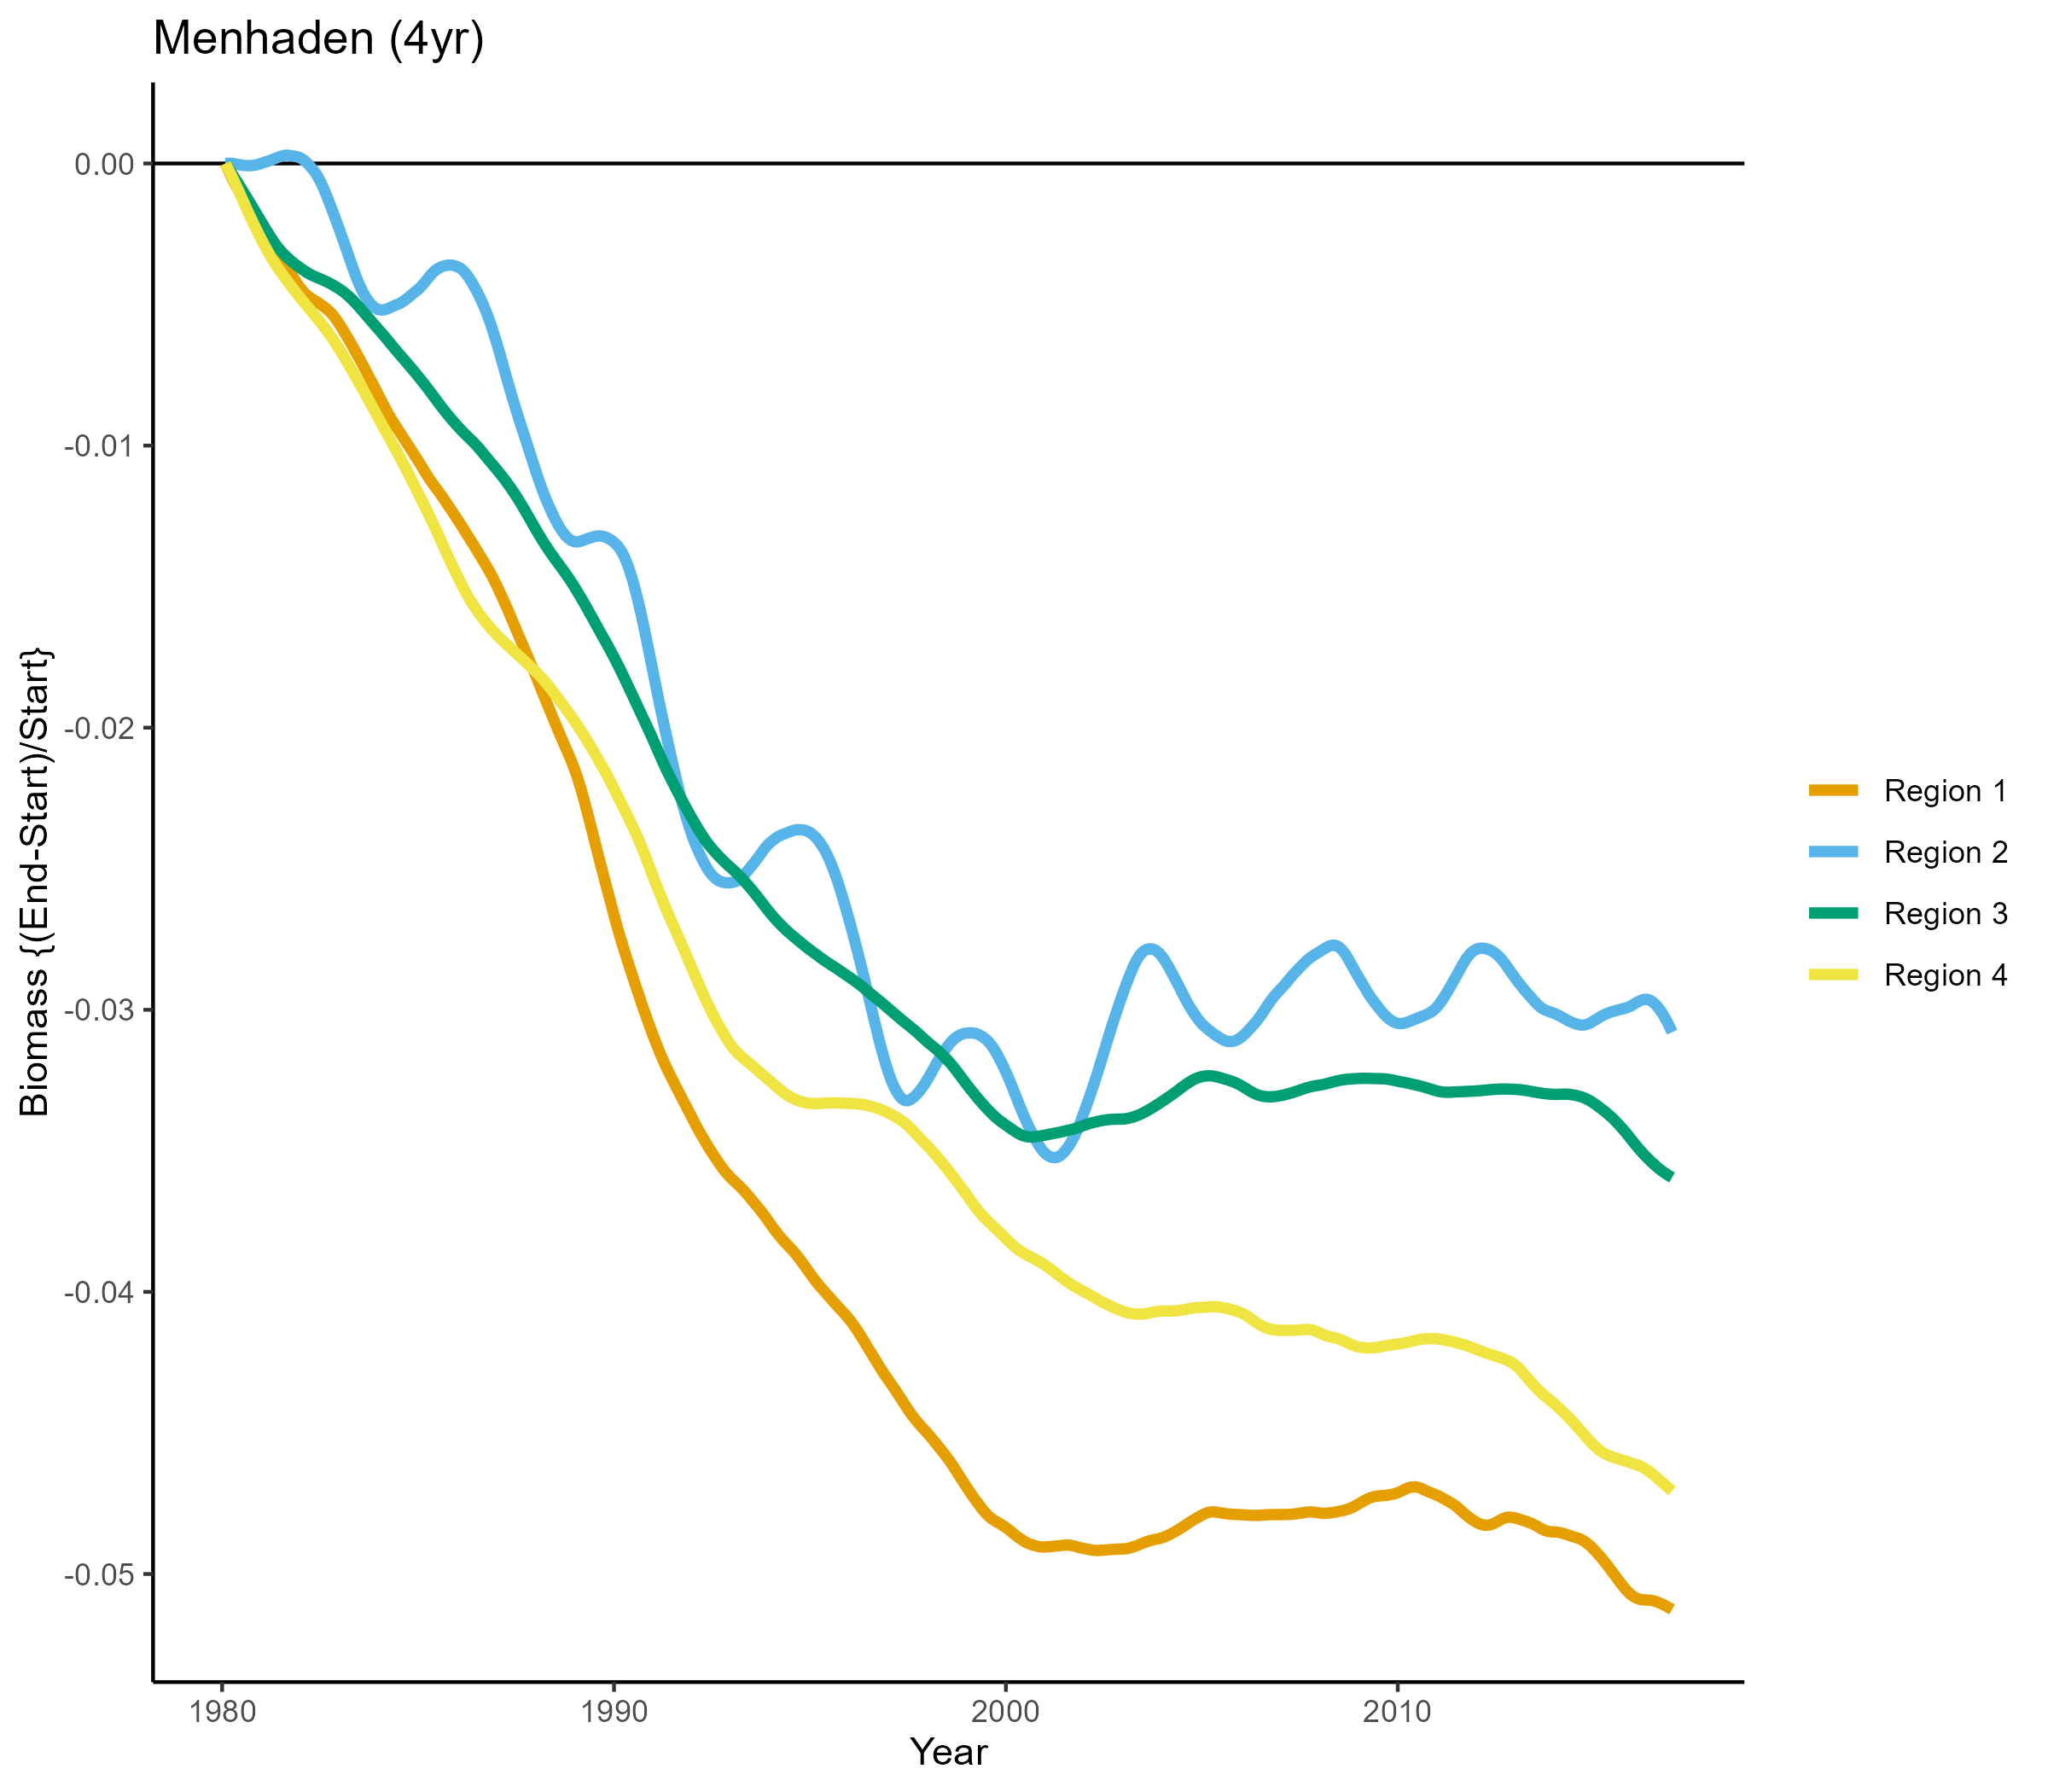 Menhaden (4yr)
Biomass {(End-Start)/Start}
0.00
-0.01
-0.02
-0.03
-0.04
-0.05
1980 1990 2000 2010
Year
Region 1
Region 2
Region 3
Region 4